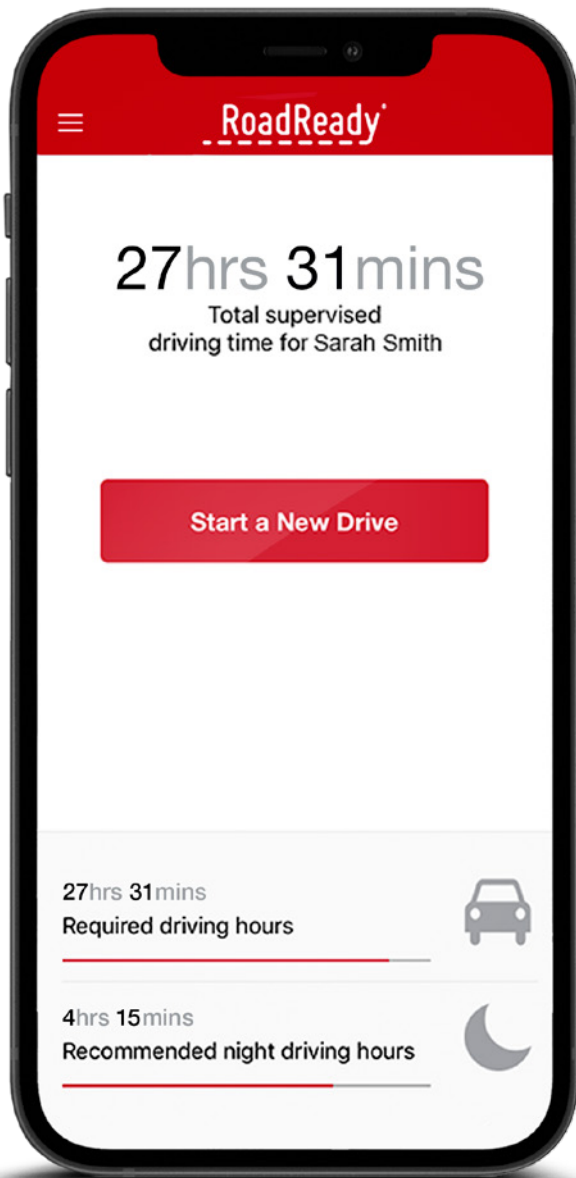 RoadReady®
27hrs 31mins
Total supervised
driving time for Sarah Smith
Start a New Drive
27hrs 31mins
Required driving hours
4hrs 15mins
Recommended night driving hours